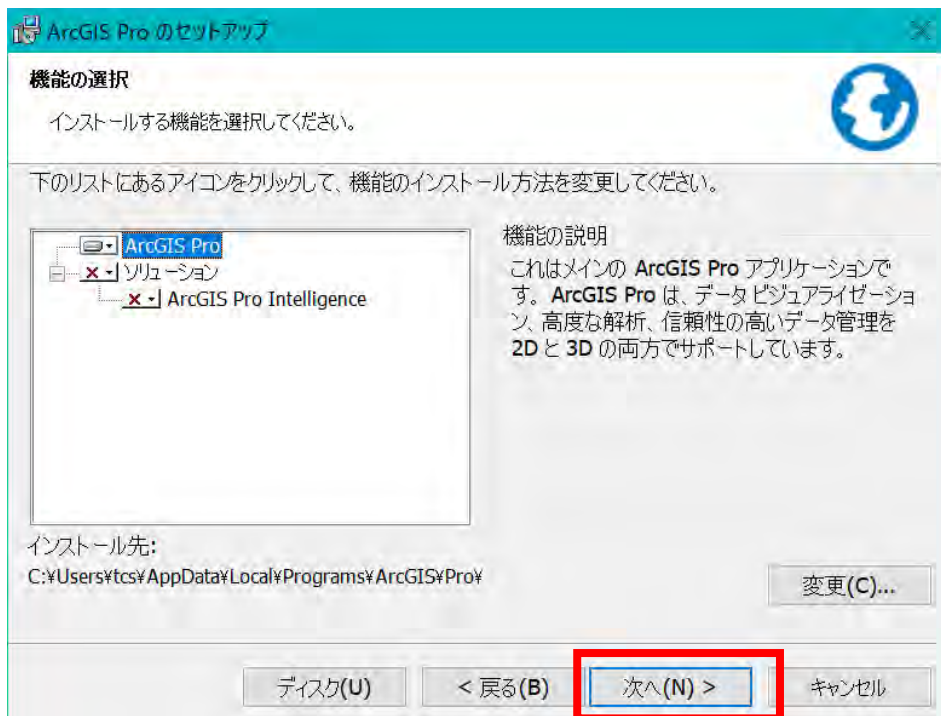 ArcGIS Pro のセットアップ
機能の選択
インストールする機能を選択してください。
下のリストにあるアイコンをクリックして、機能のインストール方法を変更してください。
ArcGIS Pro
ソリューション
ArcGIS Pro Intelligence
機能の説明
これはメインの ArcGIS Pro アプリケーションで
す。ArcGIS Pro は、データ ビジュアライゼーショ
ン、高度な解析、信頼性の高いデータ管理を
2D と 3D の両方でサポートしています。
インストール先:
C:¥Users¥tcs¥AppData¥Local¥Programs¥ArcGIS¥Pro¥
変更(C)...
ディスク(U)
< 戻る(B)
次へ(N) >
キャンセル